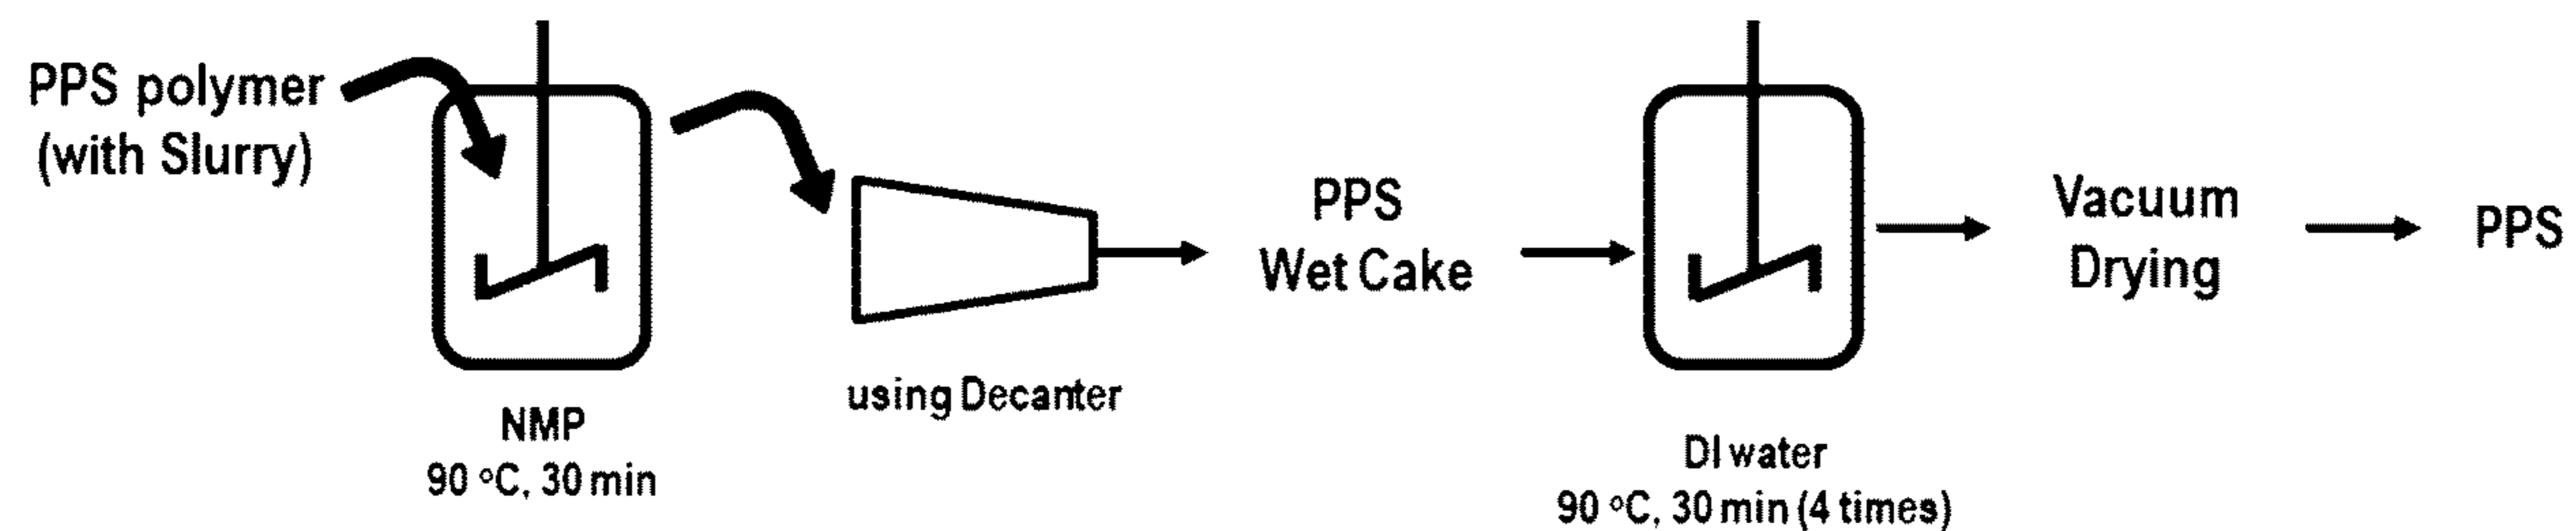 PPS polymer
(with Slurry)
NMP
90 °C, 30 min
using Decanter
PPS
Wet Cake
DI water
90 °C, 30 min (4 times)
Vacuum
Drying
PPS